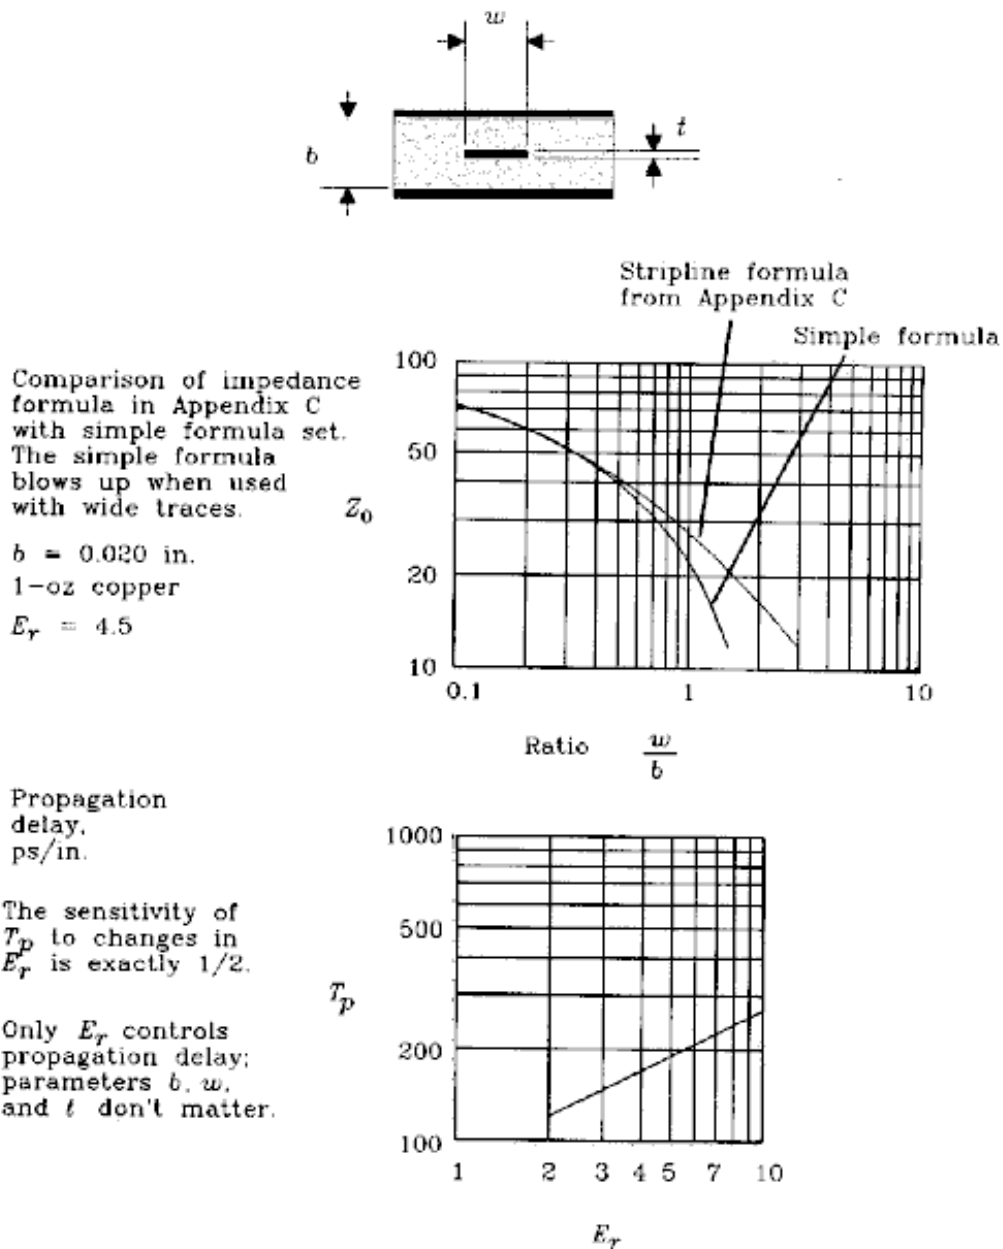 w
t
b
Stripline formula
from Appendix C
Simple formula
Comparison of impedance
formula in Appendix C
with simple formula set.
The simple formula
blows up when used
with wide traces.
b = 0.020 in.
1-oz copper
E_r = 4.5
Z_0
100
50
20
10
0.1
1
10
Ratio w/b
Propagation
delay,
ps/in.
The sensitivity of
T_p to changes in
E_r is exactly 1/2.
Only E_r controls
propagation delay;
parameters b, w,
and t don't matter.
T_p
1000
500
200
100
1 2 3 4 5 7 10
E_r